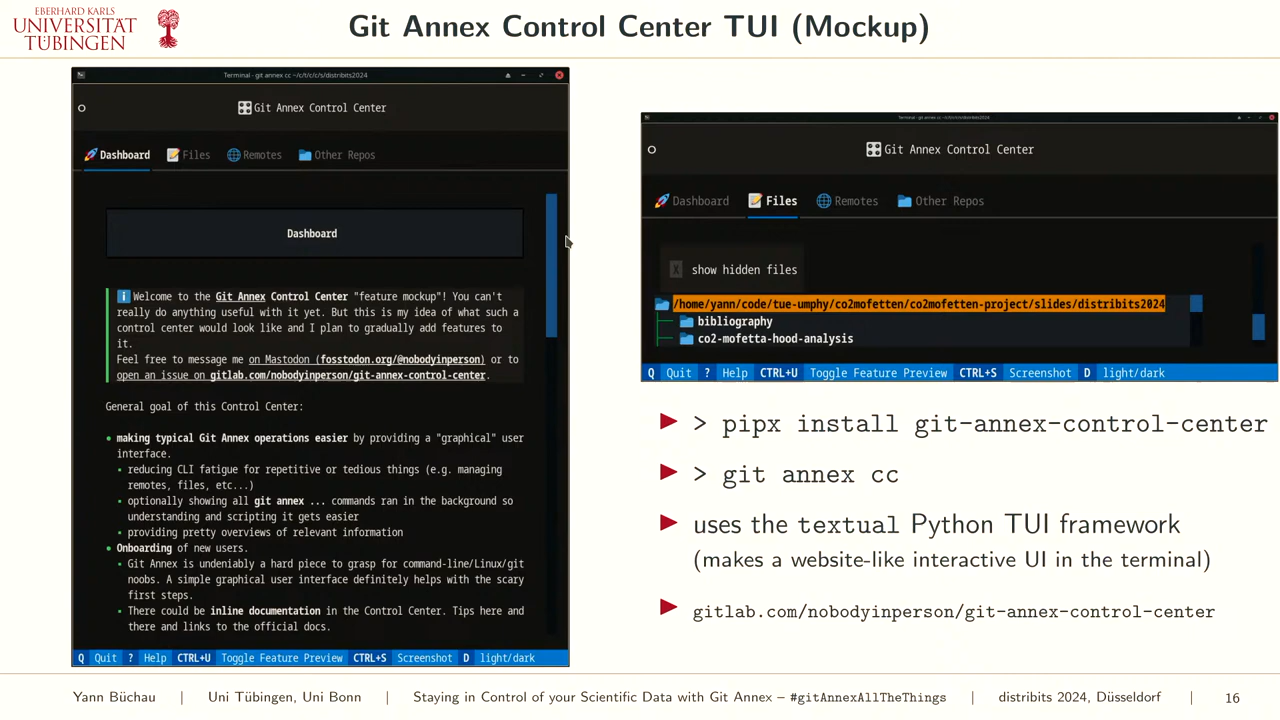 EBERHARD KARLS
UNIVERSITÄT
TÜBINGEN
Git Annex Control Center TUI (Mockup)
Terminal - git annex cc ~/c/t/c/c/s/distribits2024
Git Annex Control Center
Dashboard Files Remotes Other Repos
Dashboard
Welcome to the Git Annex Control Center "feature mockup"! You can't
really do anything useful with it yet. But this is my idea of what such a
control center would look like and I plan to gradually add features to
it.
Feel free to message me on Mastodon (fosstodon.org/@nobodyinperson) or to
open an issue on gitlab.com/nobodyinperson/git-annex-control-center.
General goal of this Control Center:
• making typical Git Annex operations easier by providing a "graphical" user
interface.
• reducing CLI fatigue for repetitive or tedious things (e.g. managing
remotes, files, etc...)
• optionally showing all git annex ... commands ran in the background so
understanding and scripting it gets easier
• providing pretty overviews of relevant information
• Onboarding of new users.
• Git Annex is undeniably a hard piece to grasp for command-line/Linux/git
noobs. A simple graphical user interface definitely helps with the scary
first steps.
• There could be inline documentation in the Control Center. Tips here and
there and links to the official docs.
Q Quit ? Help CTRL+U Toggle Feature Preview CTRL+S Screenshot D light/dark
Terminal - git annex cc ~/c/t/c/c/s/distribits2024
Git Annex Control Center
Dashboard Files Remotes Other Repos
X show hidden files
/home/yann/code/tue-umphy/co2mofetten/co2mofetten-project/slides/distribits2024
bibliography
co2-mofetta-hood-analysis
Q Quit ? Help CTRL+U Toggle Feature Preview CTRL+S Screenshot D light/dark
▶ > pipx install git-annex-control-center
▶ > git annex cc
▶ uses the textual Python TUI framework
(makes a website-like interactive UI in the terminal)
▶ gitlab.com/nobodyinperson/git-annex-control-center
Yann Büchau | Uni Tübingen, Uni Bonn | Staying in Control of your Scientific Data with Git Annex – #gitAnnexAllTheThings | distribits 2024, Düsseldorf | 16